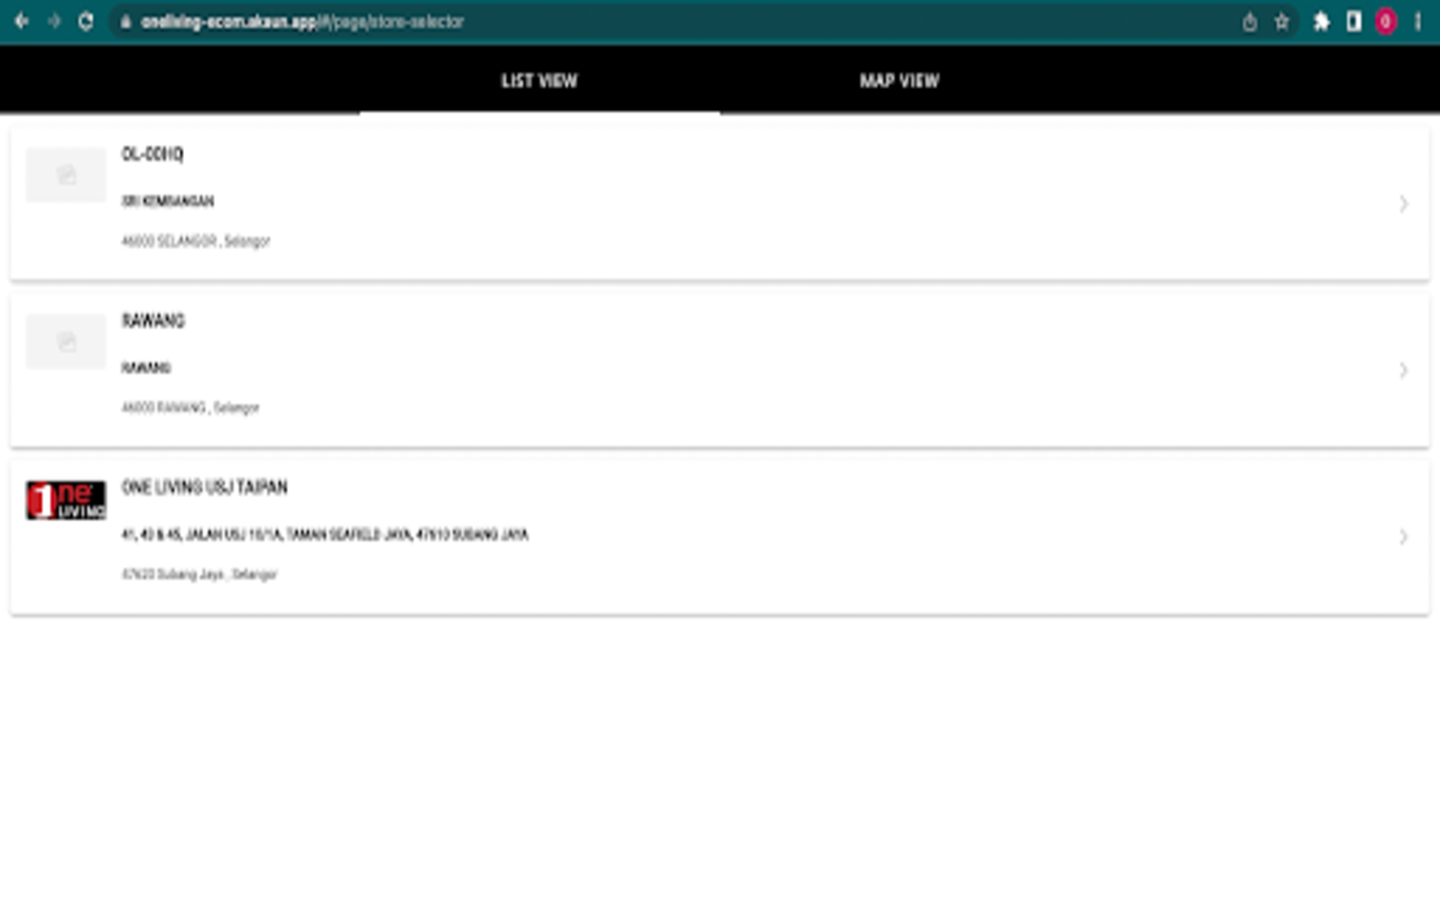 oneliving-ecom.akaun.app/#/page/store-selector
LIST VIEW
MAP VIEW
OL-00HQ
SRI KEMBANGAN
46000 SELANGOR , Selangor
RAWANG
RAWANG
46000 RAWANG , Selangor
1ne LIVING
ONE LIVING USJ TAIPAN
41, 43 & 45, JALAN USJ 10/1A, TAMAN SEAFIELD JAYA, 47610 SUBANG JAYA
47620 Subang Jaya , Selangor